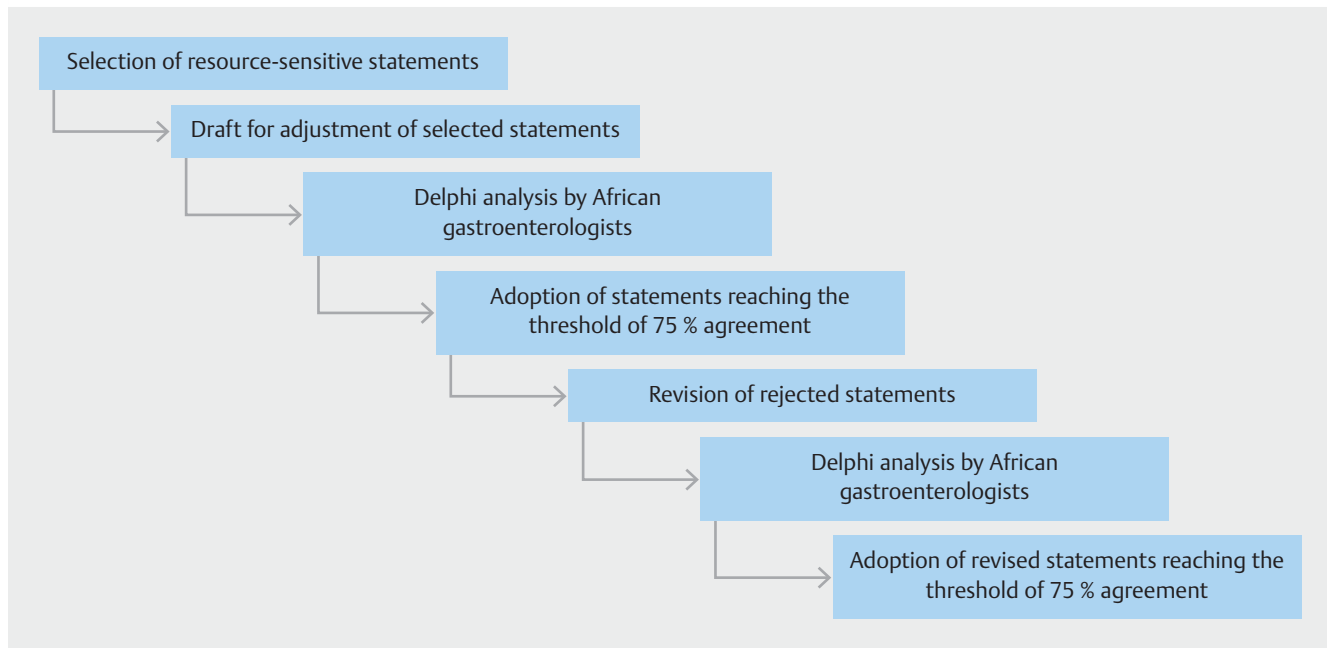 Selection of resource-sensitive statements
Draft for adjustment of selected statements
Delphi analysis by African
gastroenterologists
Adoption of statements reaching the
threshold of 75 % agreement
Revision of rejected statements
Delphi analysis by African
gastroenterologists
Adoption of revised statements reaching the
threshold of 75 % agreement